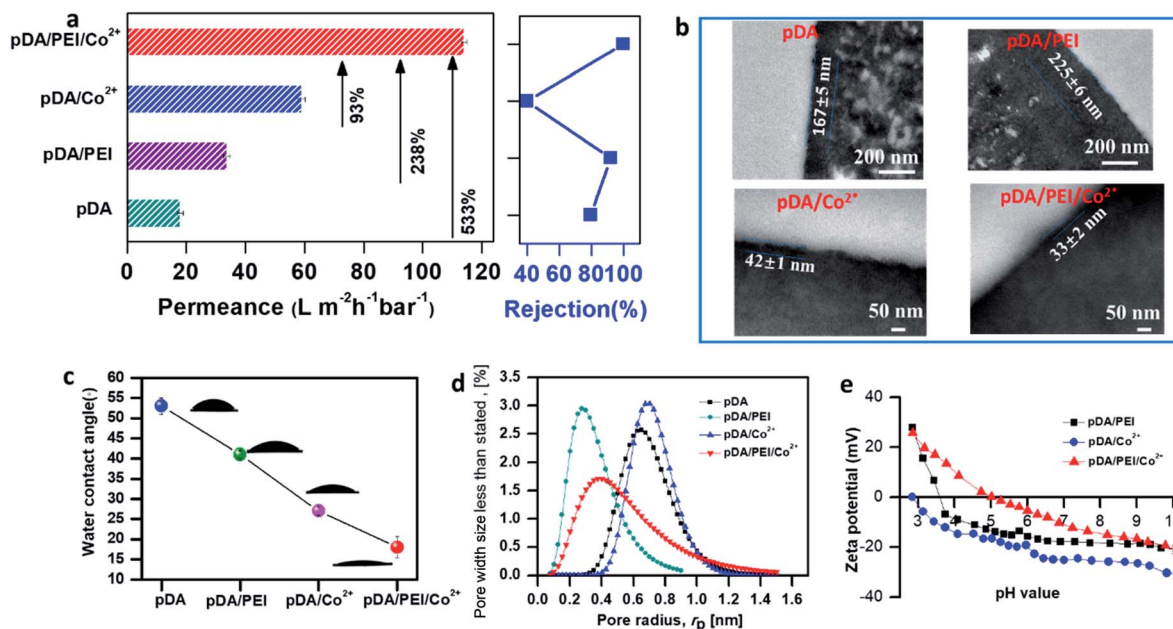 a
pDA/PEI/Co²⁺
pDA/Co²⁺
pDA/PEI
pDA
93%
238%
533%
0 20 40 60 80 100 120
Permeance (L m⁻²h⁻¹bar⁻¹)
40 60 80 100
Rejection(%)
b
pDA
167±5 nm
200 nm
pDA/PEI
225±6 nm
200 nm
pDA/Co²⁺
42±1 nm
50 nm
pDA/PEI/Co²⁺
33±2 nm
50 nm
c
Water contact angle(◦)
60
55
50
45
40
35
30
25
20
15
10
pDA pDA/PEI pDA/Co²⁺ pDA/PEI/Co²⁺
d
Pore width size less than stated , [%]
3.5
3.0
2.5
2.0
1.5
1.0
0.5
0.0
pDA
pDA/PEI
pDA/Co²⁺
pDA/PEI/Co²⁺
0.0 0.2 0.4 0.6 0.8 1.0 1.2 1.4 1.6
Pore radius, rp [nm]
e
Zeta potential (mV)
40
20
0
-20
-40
pDA/PEI
pDA/Co²⁺
pDA/PEI/Co²⁺
3 4 5 6 7 8 9
pH value